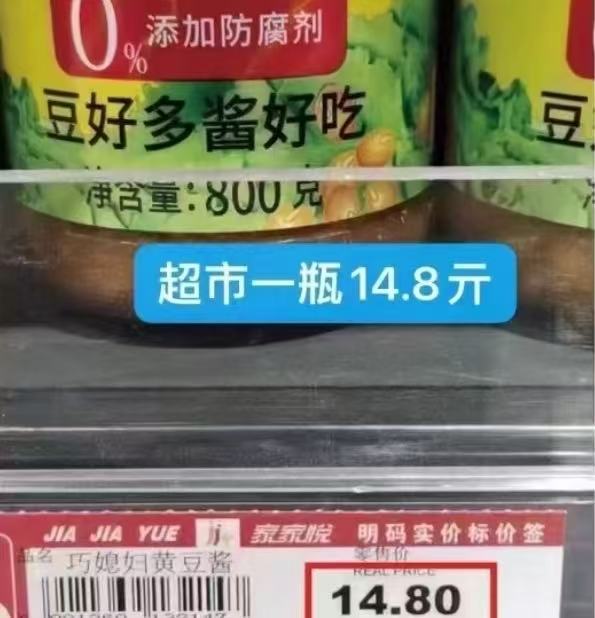 0% 添加防腐剂
豆好多酱好吃
豆
净含量:800克
超市一瓶14.8亓
JIA JIA YUE 家家悦 明码实价标价签
品名 巧媳妇黄豆酱
零售价
REAL PRICE
14.80